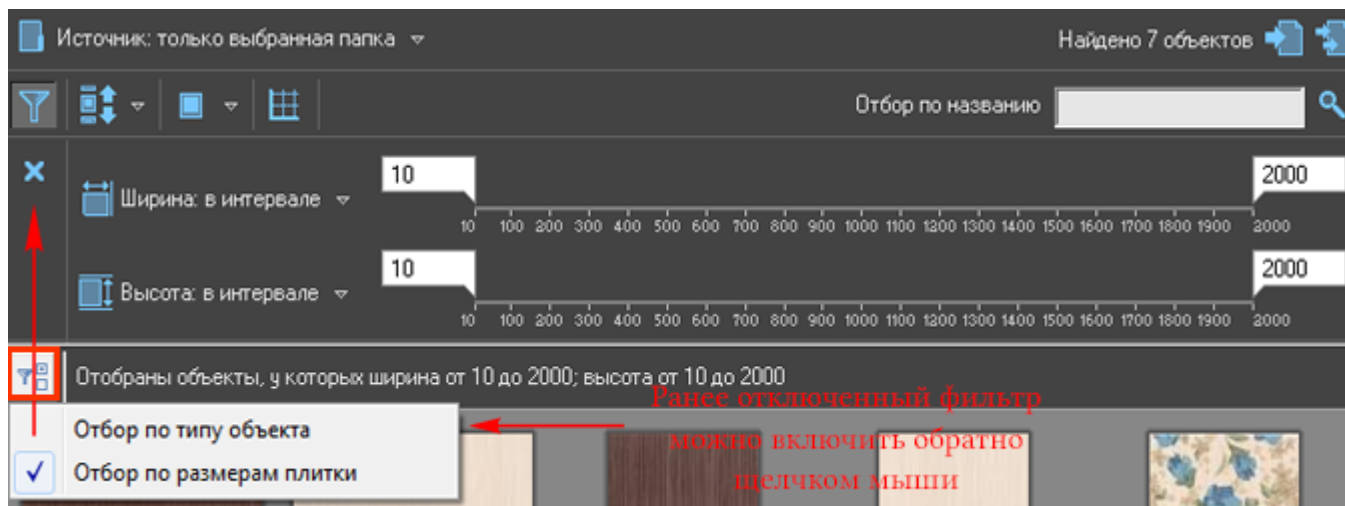 Источник: только выбранная папка
Найдено 7 объектов
Отбор по названию
Ширина: в интервале
10
2000
10 100 200 300 400 500 600 700 800 900 1000 1100 1200 1300 1400 1500 1600 1700 1800 1900 2000
Высота: в интервале
10
2000
10 100 200 300 400 500 600 700 800 900 1000 1100 1200 1300 1400 1500 1600 1700 1800 1900 2000
Отобраны объекты, у которых ширина от 10 до 2000; высота от 10 до 2000
Отбор по типу объекта
Отбор по размерам плитки
Ранее отключенный фильтр
можно включить обратно
щелчком мыши